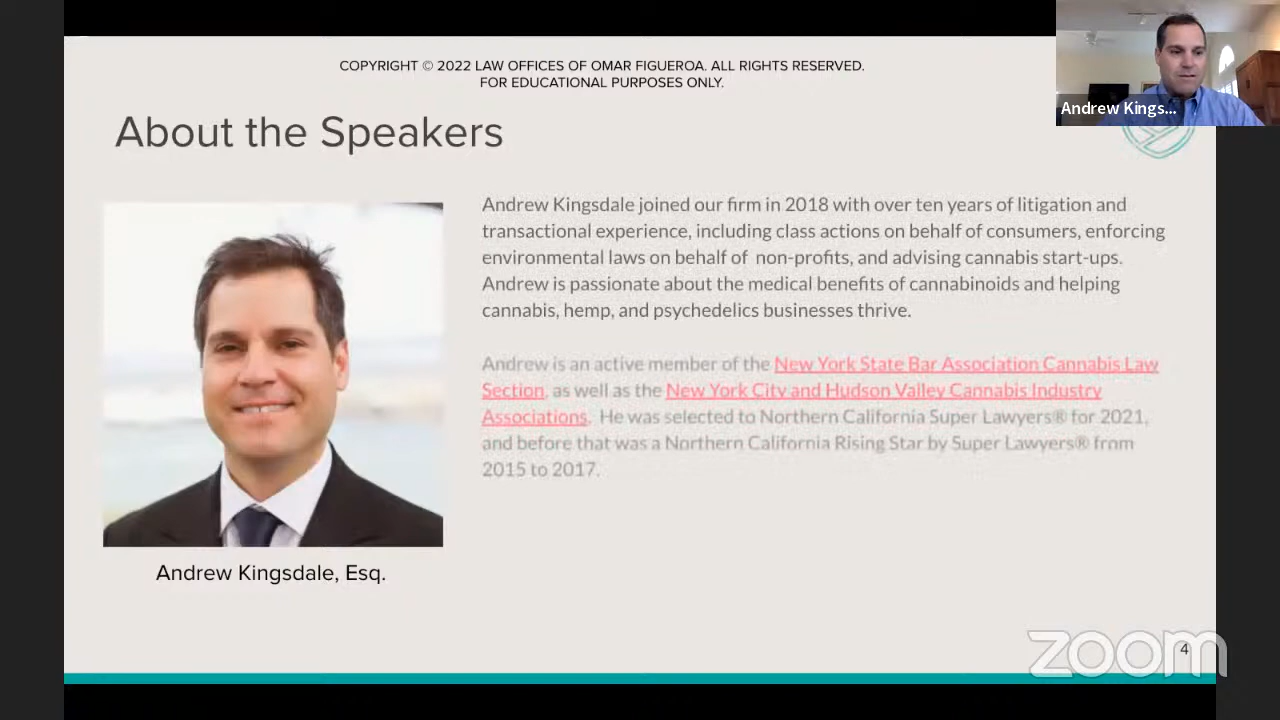 COPYRIGHT © 2022 LAW OFFICES OF OMAR FIGUEROA. ALL RIGHTS RESERVED.
FOR EDUCATIONAL PURPOSES ONLY.
Andrew Kings...
About the Speakers
Andrew Kingsdale joined our firm in 2018 with over ten years of litigation and
transactional experience, including class actions on behalf of consumers, enforcing
environmental laws on behalf of non-profits, and advising cannabis start-ups.
Andrew is passionate about the medical benefits of cannabinoids and helping
cannabis, hemp, and psychedelics businesses thrive.
Andrew is an active member of the New York State Bar Association Cannabis Law
Section, as well as the New York City and Hudson Valley Cannabis Industry
Associations. He was selected to Northern California Super Lawyers® for 2021,
and before that was a Northern California Rising Star by Super Lawyers® from
2015 to 2017.
Andrew Kingsdale, Esq.
zoom
4